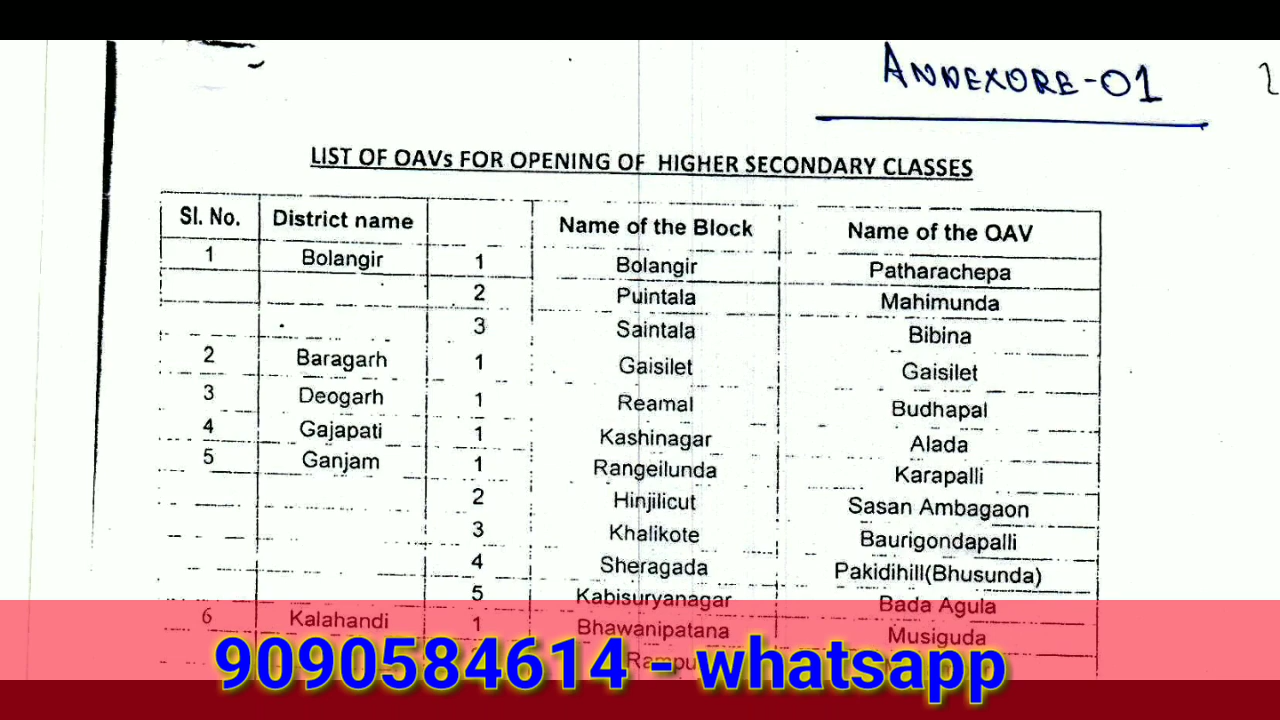 ANNEXORE-01
LIST OF OAVs FOR OPENING OF HIGHER SECONDARY CLASSES
Sl. No. District name Name of the Block Name of the OAV
1 Bolangir 1 Bolangir Patharachepa
2 Puintala Mahimunda
3 Saintala Bibina
2 Baragarh 1 Gaisilet Gaisilet
3 Deogarh 1 Reamal Budhapal
4 Gajapati 1 Kashinagar Alada
5 Ganjam 1 Rangeilunda Karapalli
2 Hinjilicut Sasan Ambagaon
3 Khalikote Baurigondapalli
4 Sheragada Pakidihill(Bhusunda)
5 Kabisuryanagar Bada Agula
6 Kalahandi 1 Bhawanipatana Musiguda
9090584614 - whatsapp